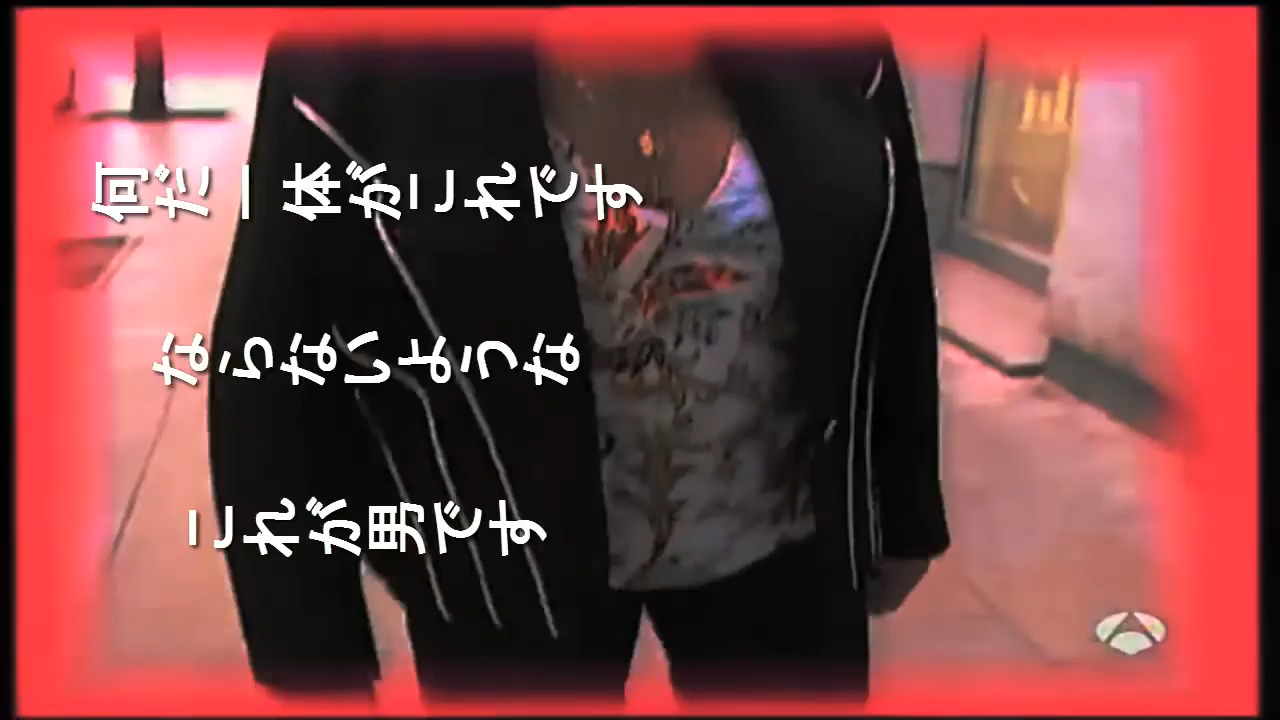 何だ一体がこれです
ならないような
これが男です